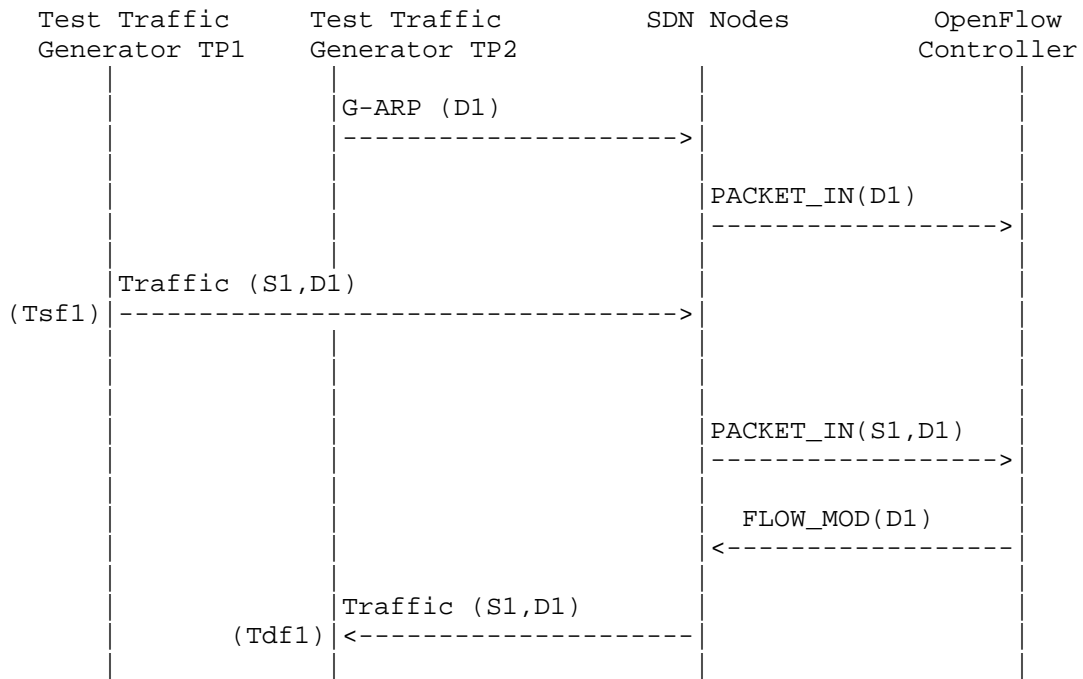 Test Traffic Test Traffic SDN Nodes OpenFlow
Generator TP1 Generator TP2 Controller
G-ARP (D1)
PACKET_IN(D1)
Traffic (S1,D1)
(Tsf1)
PACKET_IN(S1,D1)
FLOW_MOD(D1)
Traffic (S1,D1)
(Tdf1)